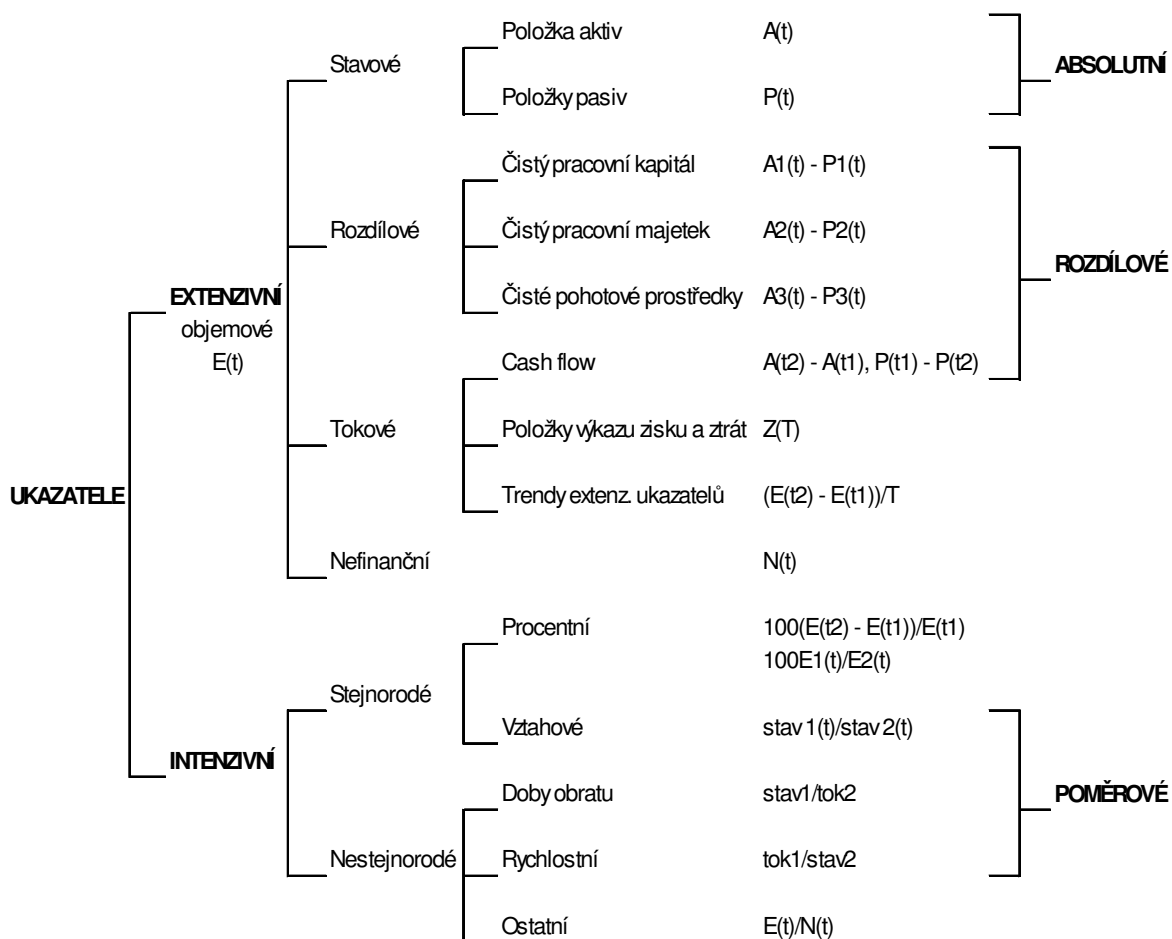 Položka aktiv A(t)
Stavové ABSOLUTNÍ
Položky pasiv P(t)
Čistý pracovní kapitál A1(t) - P1(t)
Rozdílové Čistý pracovní majetek A2(t) - P2(t)
ROZDÍLOVÉ
EXTENZIVNÍ Čisté pohotové prostředky A3(t) - P3(t)
objemové
E(t) Cash flow A(t2) - A(t1), P(t1) - P(t2)
Tokové Položky výkazu zisku a ztrát Z(T)
UKAZATELE Trendy extenz. ukazatelů (E(t2) - E(t1))/T
Nefinanční N(t)
Procentní 100(E(t2) - E(t1))/E(t1)
100E1(t)/E2(t)
Stejnorodé
Vztahové stav 1(t)/stav 2(t)
INTENZIVNÍ
Doby obratu stav1/tok2 POMĚROVÉ
Nestejnorodé Rychlostní tok1/stav2
Ostatní E(t)/N(t)